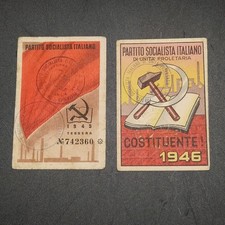 PARTITO SOCIALISTA ITALIANO
1945
TESSERA
No 742360
PARTITO SOCIALISTA ITALIANO
DI UNITÀ PROLETARIA
COSTITUENTE!
1946